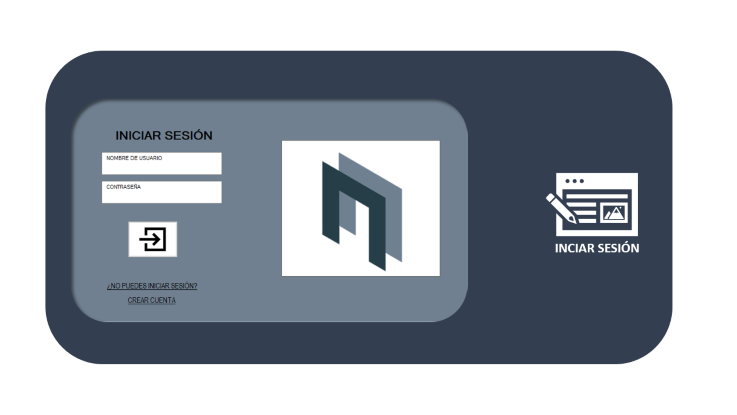 INICIAR SESIÓN
NOMBRE DE USUARIO
CONTRASEÑA
¿NO PUEDES INICIAR SESIÓN?
CREAR CUENTA
INCIAR SESIÓN